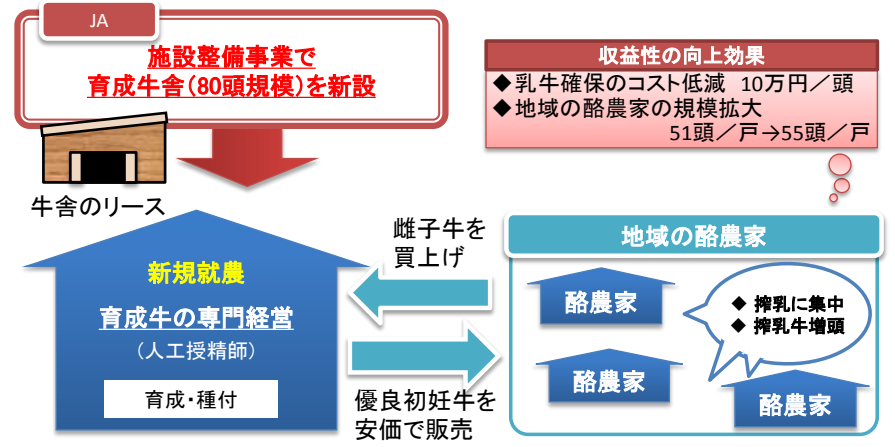 JA
施設整備事業で
育成牛舎(80頭規模)を新設
牛舎のリース
収益性の向上効果
◆乳牛確保のコスト低減 10万円／頭
◆地域の酪農家の規模拡大
51頭／戸→55頭／戸
新規就農
育成牛の専門経営
（人工授精師）
育成・種付
雌子牛を
買上げ
優良初妊牛を
安価で販売
地域の酪農家
酪農家
◆ 搾乳に集中
◆ 搾乳牛増頭
酪農家
酪農家